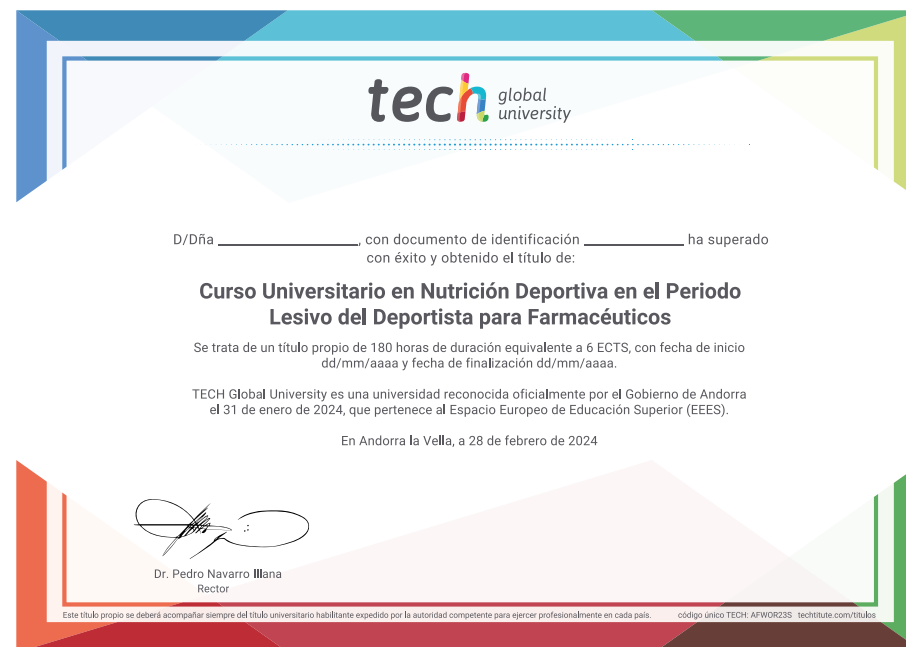 tech global university
D/Dña ____________________, con documento de identificación ______________ ha superado
con éxito y obtenido el título de:
Curso Universitario en Nutrición Deportiva en el Periodo
Lesivo del Deportista para Farmacéuticos
Se trata de un título propio de 180 horas de duración equivalente a 6 ECTS, con fecha de inicio
dd/mm/aaaa y fecha de finalización dd/mm/aaaa.
TECH Global University es una universidad reconocida oficialmente por el Gobierno de Andorra
el 31 de enero de 2024, que pertenece al Espacio Europeo de Educación Superior (EEES).
En Andorra la Vella, a 28 de febrero de 2024
Dr. Pedro Navarro Illana
Rector
Este título propio se deberá acompañar siempre del título universitario habilitante expedido por la autoridad competente para ejercer profesionalmente en cada país. código único TECH: AFWOR23S techtitute.com/titulos